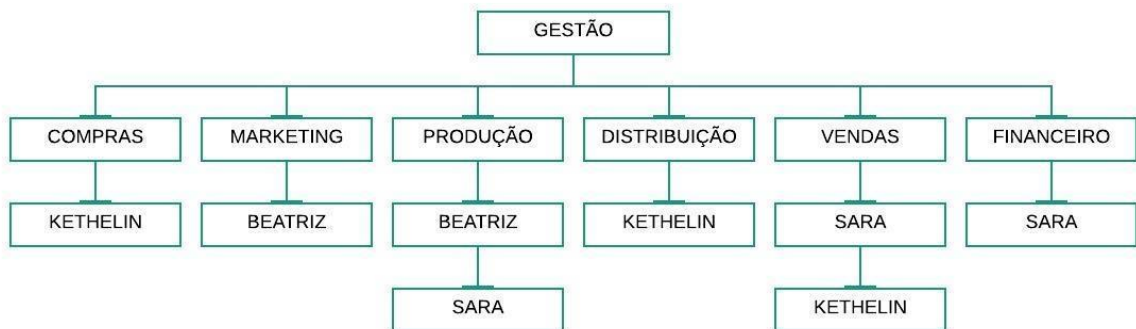 GESTÃO
COMPRAS
MARKETING
PRODUÇÃO
DISTRIBUIÇÃO
VENDAS
FINANCEIRO
KETHELIN
BEATRIZ
BEATRIZ
KETHELIN
SARA
SARA
SARA
KETHELIN